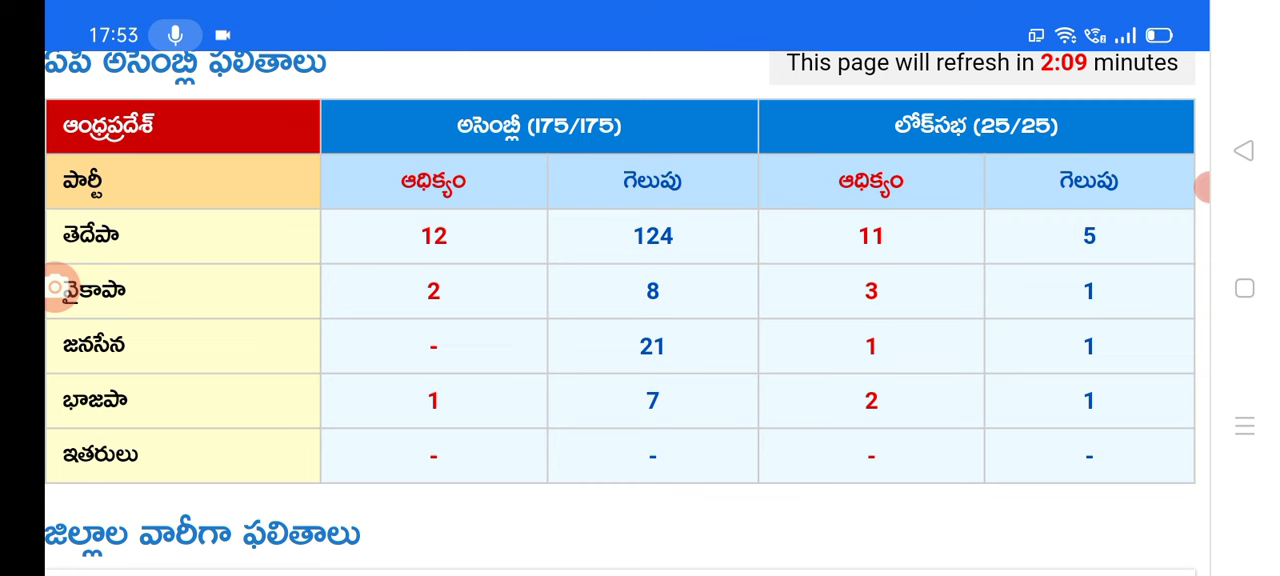 17:53
ఏపీ అసెంబ్లీ ఫలితాలు
This page will refresh in 2:09 minutes
ఆంధ్రప్రదేశ్ అసెంబ్లీ (175/175) లోక్‌సభ (25/25)
పార్టీ ఆధిక్యం గెలుపు ఆధిక్యం గెలుపు
తెదేపా 12 124 11 5
వైకాపా 2 8 3 1
జనసేన - 21 1 1
భాజపా 1 7 2 1
ఇతరులు - - - -
జిల్లాల వారీగా ఫలితాలు